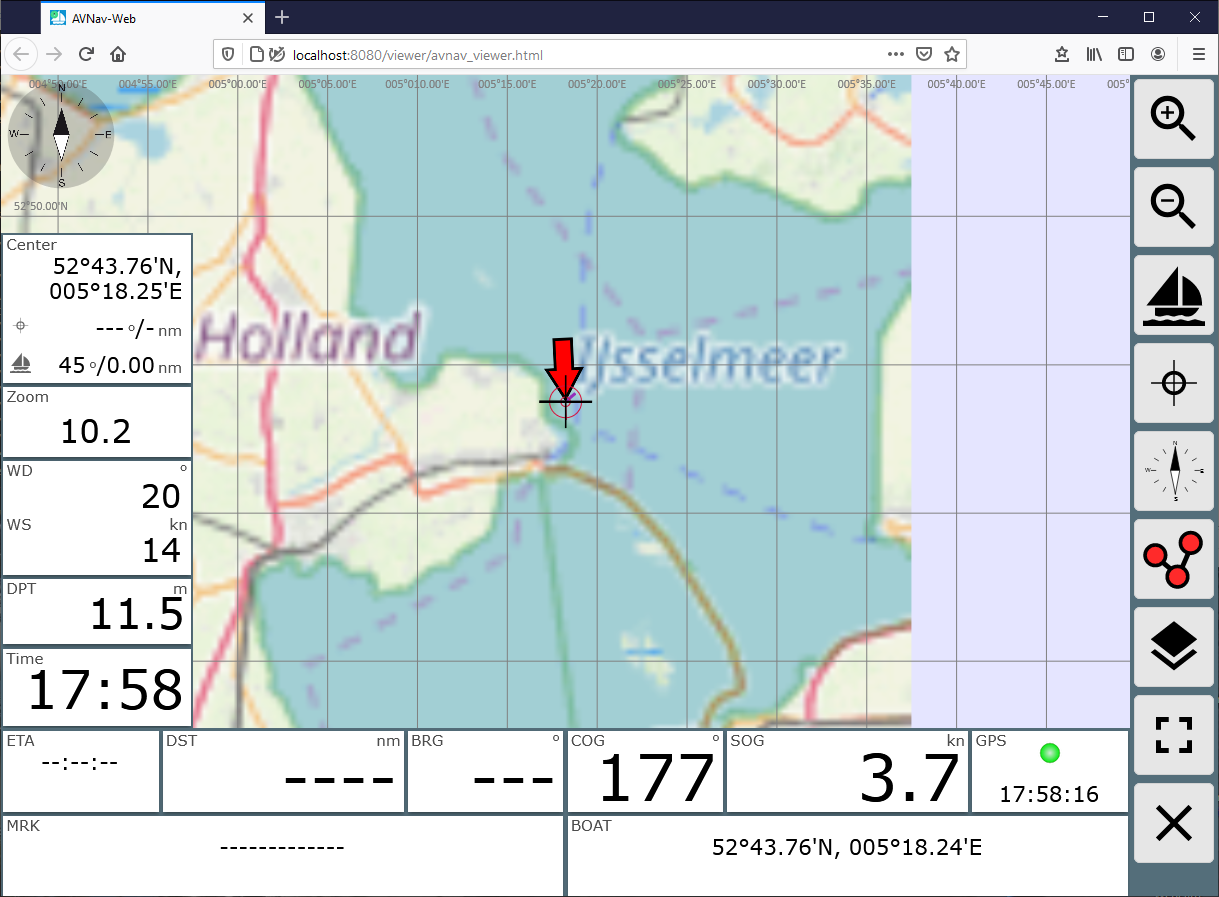 AVNav-Web
localhost:8080/viewer/avnav_viewer.html
004°50.00'E 004°55.00'E 005°00.00'E 005°05.00'E 005°10.00'E 005°15.00'E 005°20.00'E 005°25.00'E 005°30.00'E 005°35.00'E 005°40.00'E 005°45.00'E 005°
N
W E
S
52°50.00'N
Center
52°43.76'N,
005°18.25'E
--- °/- nm
45 °/0.00 nm
Holland
IJsselmeer
Zoom
10.2
WD °
20
WS kn
14
DPT m
11.5
Time
17:58
N
W E
S
ETA
--:--:--
DST nm
----
BRG °
---
COG °
177
SOG kn
3.7
GPS
17:58:16
MRK
-------------
BOAT
52°43.76'N, 005°18.24'E